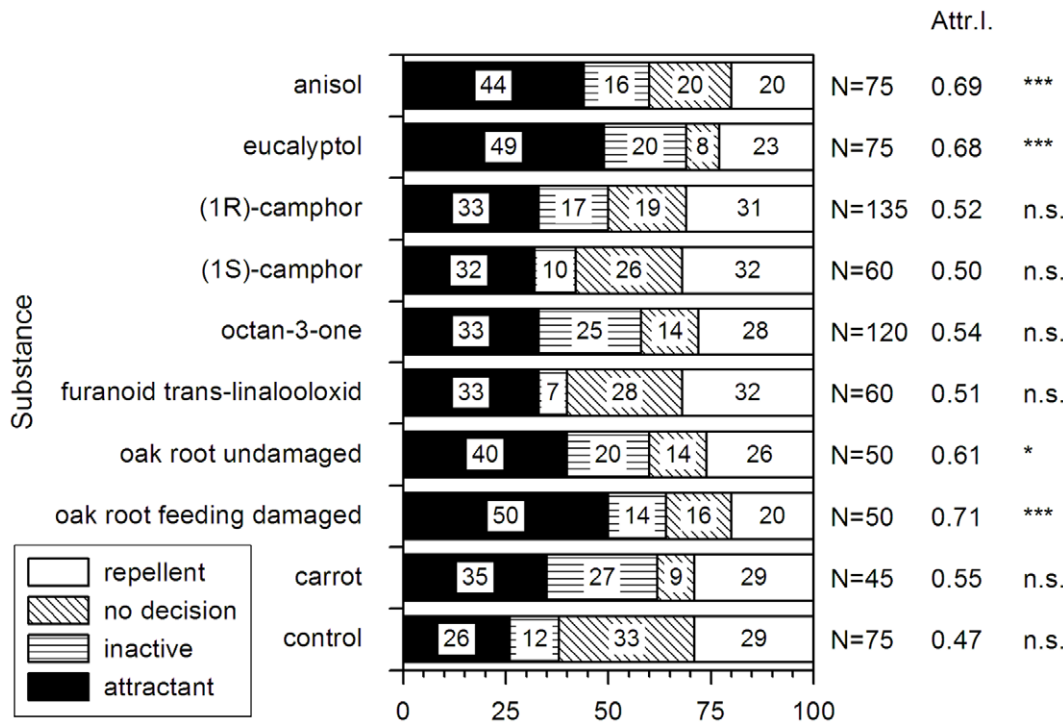 Attr.I.
anisol 44 16 20 20 N=75 0.69 ***
eucalyptol 49 20 8 23 N=75 0.68 ***
(1R)-camphor 33 17 19 31 N=135 0.52 n.s.
(1S)-camphor 32 10 26 32 N=60 0.50 n.s.
octan-3-one 33 25 14 28 N=120 0.54 n.s.
furanoid trans-linalooloxid 33 7 28 32 N=60 0.51 n.s.
oak root undamaged 40 20 14 26 N=50 0.61 *
oak root feeding damaged 50 14 16 20 N=50 0.71 ***
carrot 35 27 9 29 N=45 0.55 n.s.
control 26 12 33 29 N=75 0.47 n.s.
Substance
repellent
no decision
inactive
attractant
0 25 50 75 100